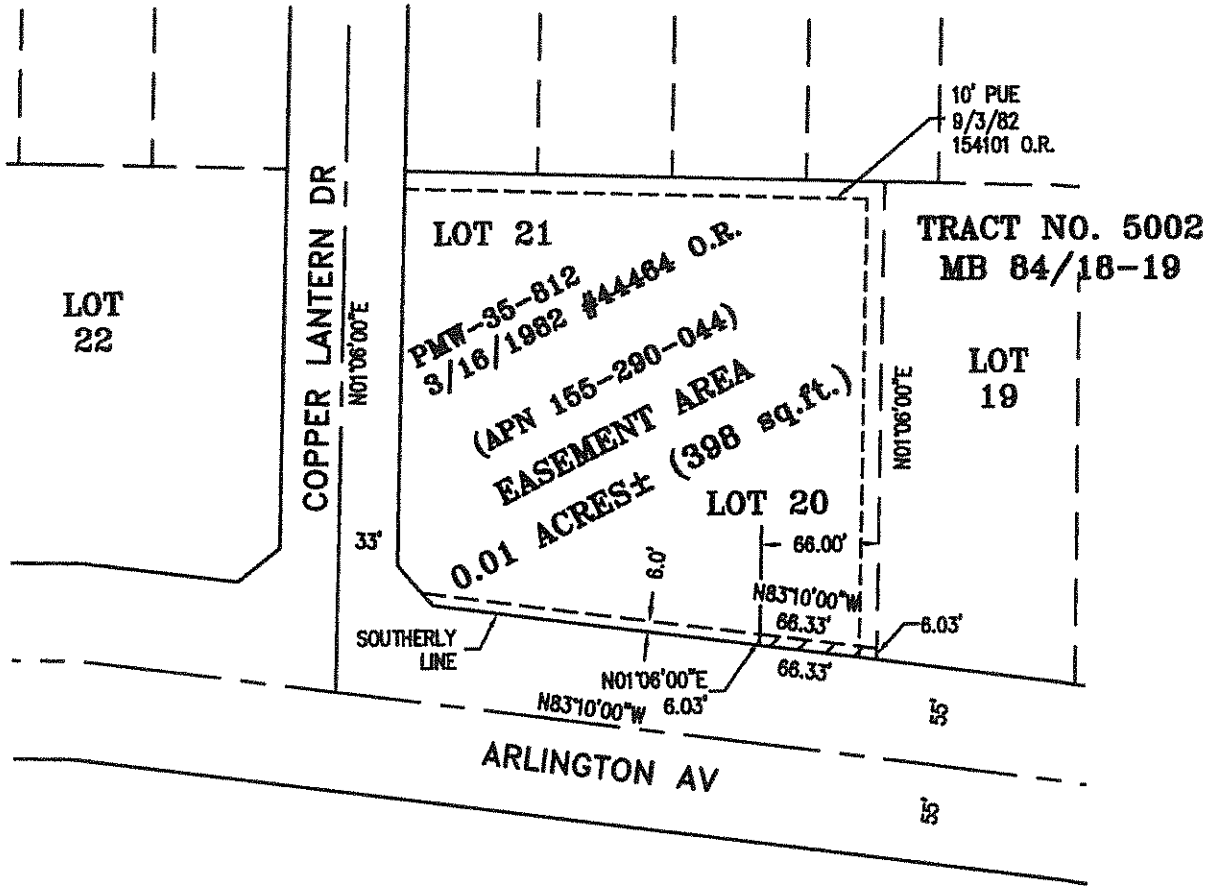 10' PUE
9/3/82
154101 O.R.
TRACT NO. 5002
MB 84/18-19
LOT 21
PMW-35-812
3/16/1982 #44464 O.R.
(APN 155-290-044)
EASEMENT AREA
0.01 ACRES± (398 sq.ft.)
LOT
22
COPPER LANTERN DR
N01°06'00"E
33'
LOT
19
N01°06'00"E
LOT 20
66.00'
6.0'
N83°10'00"W
66.33'
6.03'
SOUTHERLY
LINE
66.33'
N01°06'00"E
6.03'
N83°10'00"W
55'
ARLINGTON AV
55'